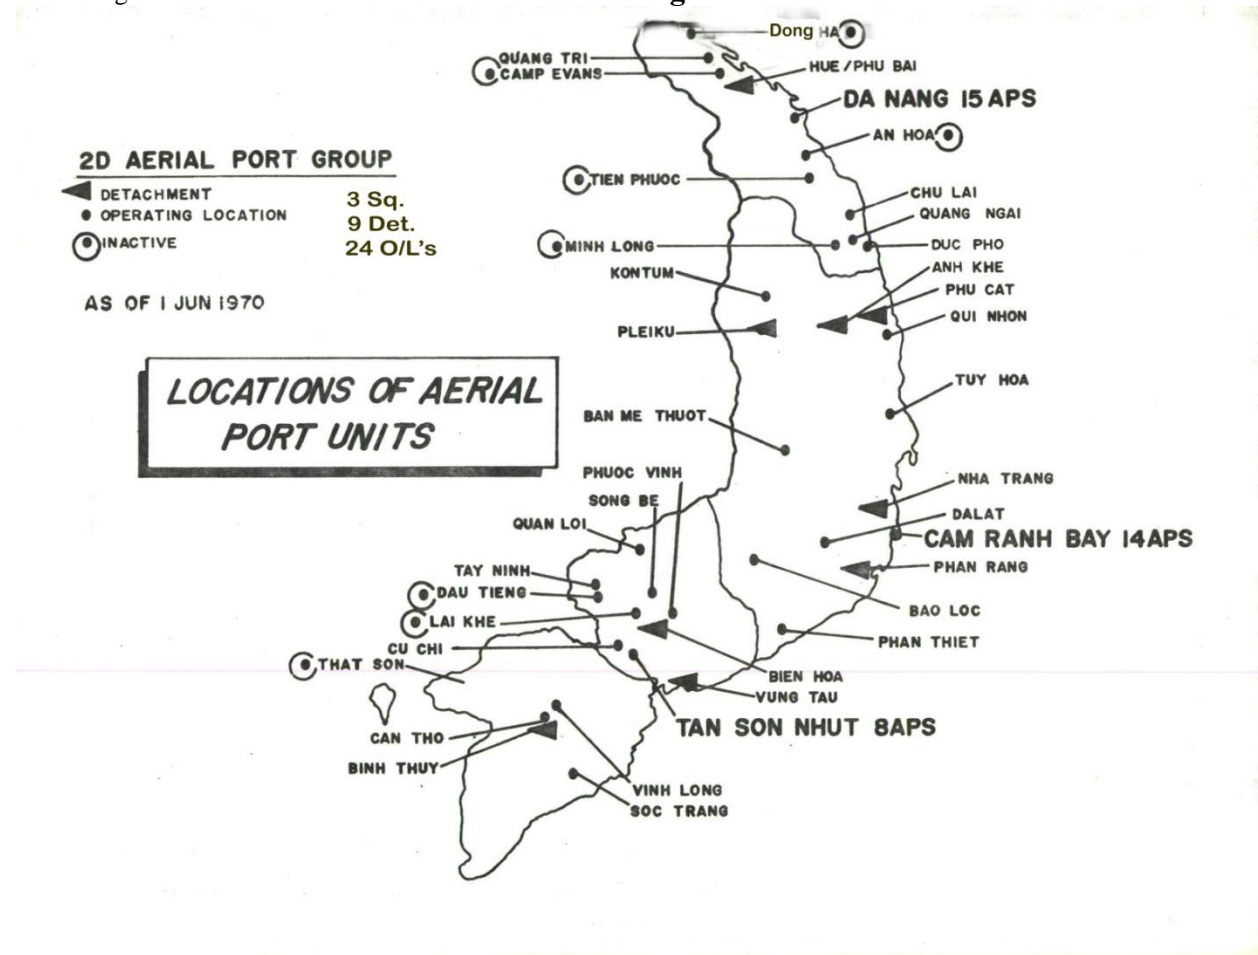 Dong HA
QUANG TRI
CAMP EVANS
HUE/PHU BAI
DA NANG 15 APS
AN HOA
2D AERIAL PORT GROUP
DETACHMENT
OPERATING LOCATION
INACTIVE
3 Sq.
9 Det.
24 O/L's
TIEN PHUOC
CHU LAI
QUANG NGAI
MINH LONG
DUC PHO
ANH KHE
KONTUM
PHU CAT
AS OF 1 JUN 1970
QUI NHON
PLEIKU
LOCATIONS OF AERIAL
PORT UNITS
TUY HOA
BAN ME THUOT
PHUOC VINH
NHA TRANG
SONG BE
DALAT
QUAN LOI
CAM RANH BAY 14APS
TAY NINH
PHAN RANG
DAU TIENG
BAO LOC
LAI KHE
PHAN THIET
CU CHI
THAT SON
BIEN HOA
VUNG TAU
TAN SON NHUT 8APS
CAN THO
BINH THUY
VINH LONG
SOC TRANG